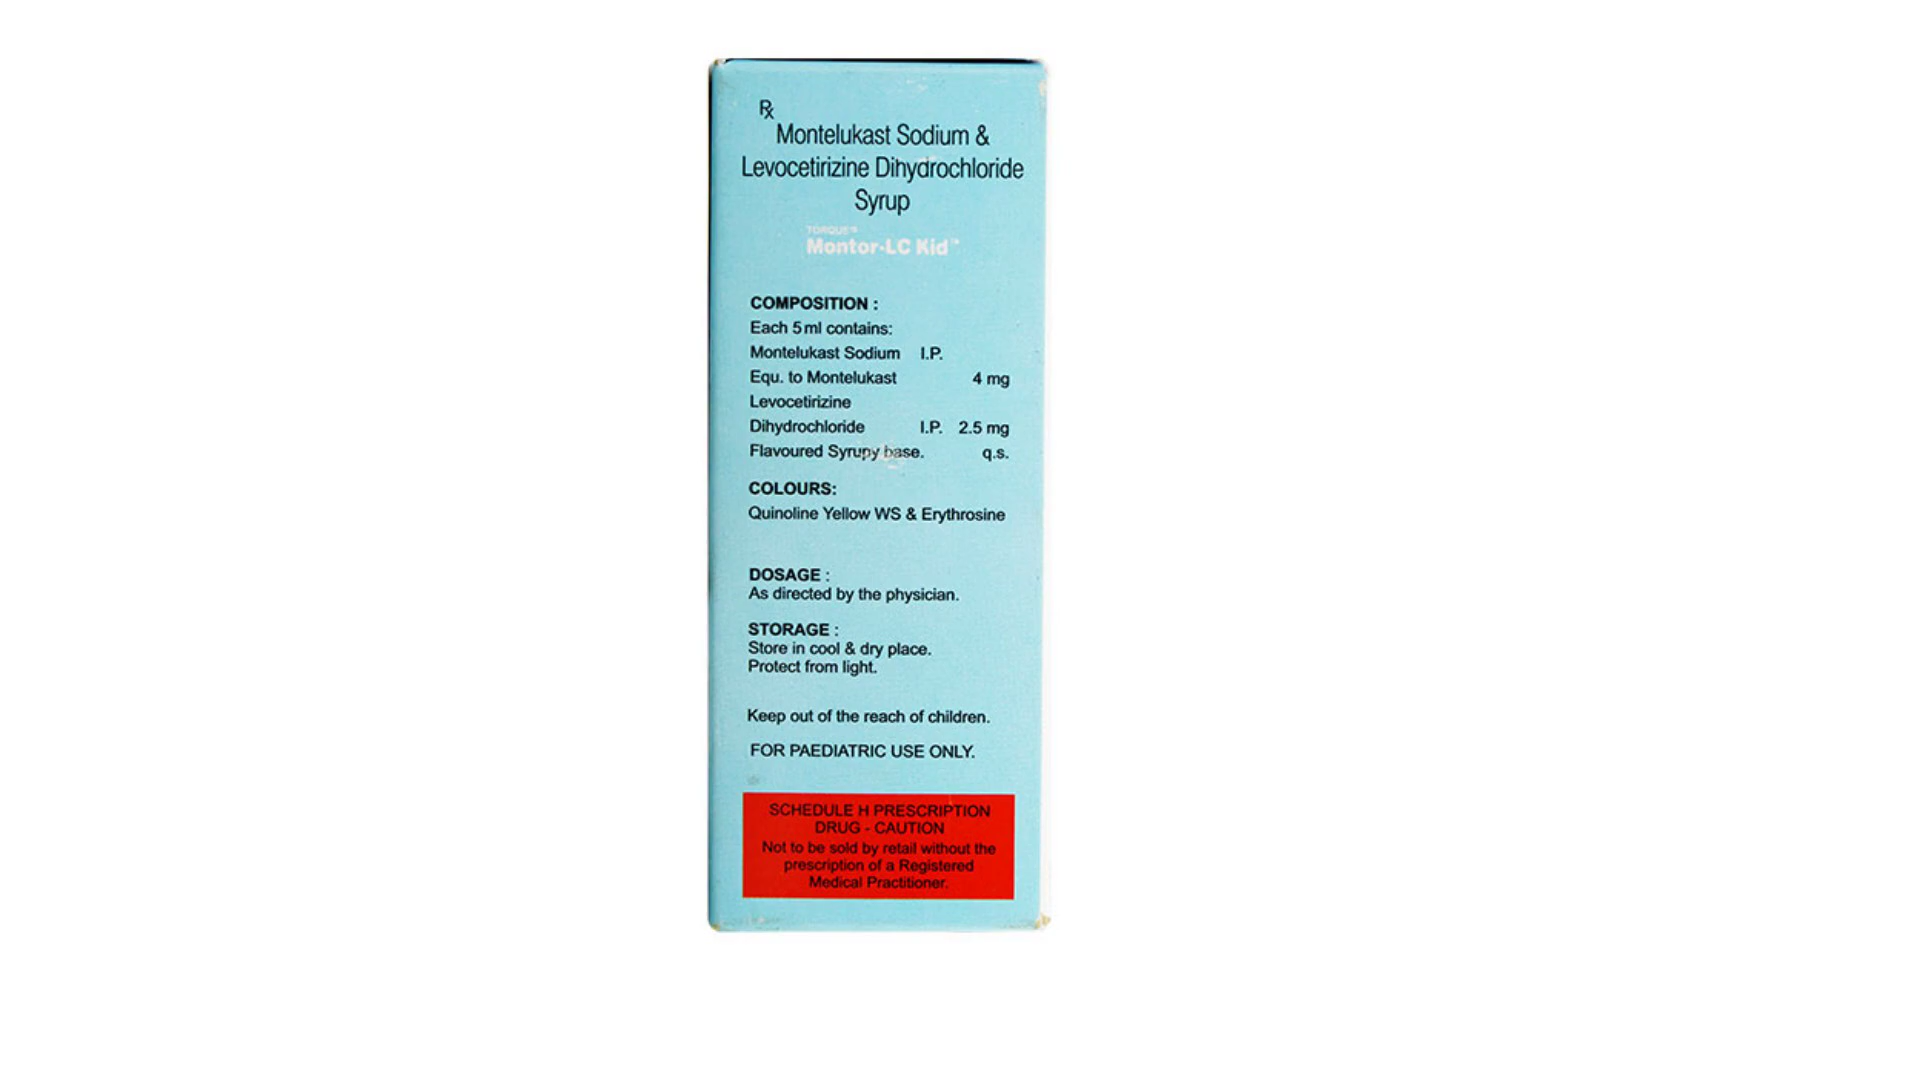 Rx
Montelukast Sodium &
Levocetirizine Dihydrochloride
Syrup
TORQUE'S
Montor-LC Kid™
COMPOSITION :
Each 5 ml contains:
Montelukast Sodium I.P.
Equ. to Montelukast 4 mg
Levocetirizine
Dihydrochloride I.P. 2.5 mg
Flavoured Syrupy base. q.s.
COLOURS:
Quinoline Yellow WS & Erythrosine
DOSAGE :
As directed by the physician.
STORAGE :
Store in cool & dry place.
Protect from light.
Keep out of the reach of children.
FOR PAEDIATRIC USE ONLY.
SCHEDULE H PRESCRIPTION
DRUG - CAUTION
Not to be sold by retail without the
prescription of a Registered
Medical Practitioner.